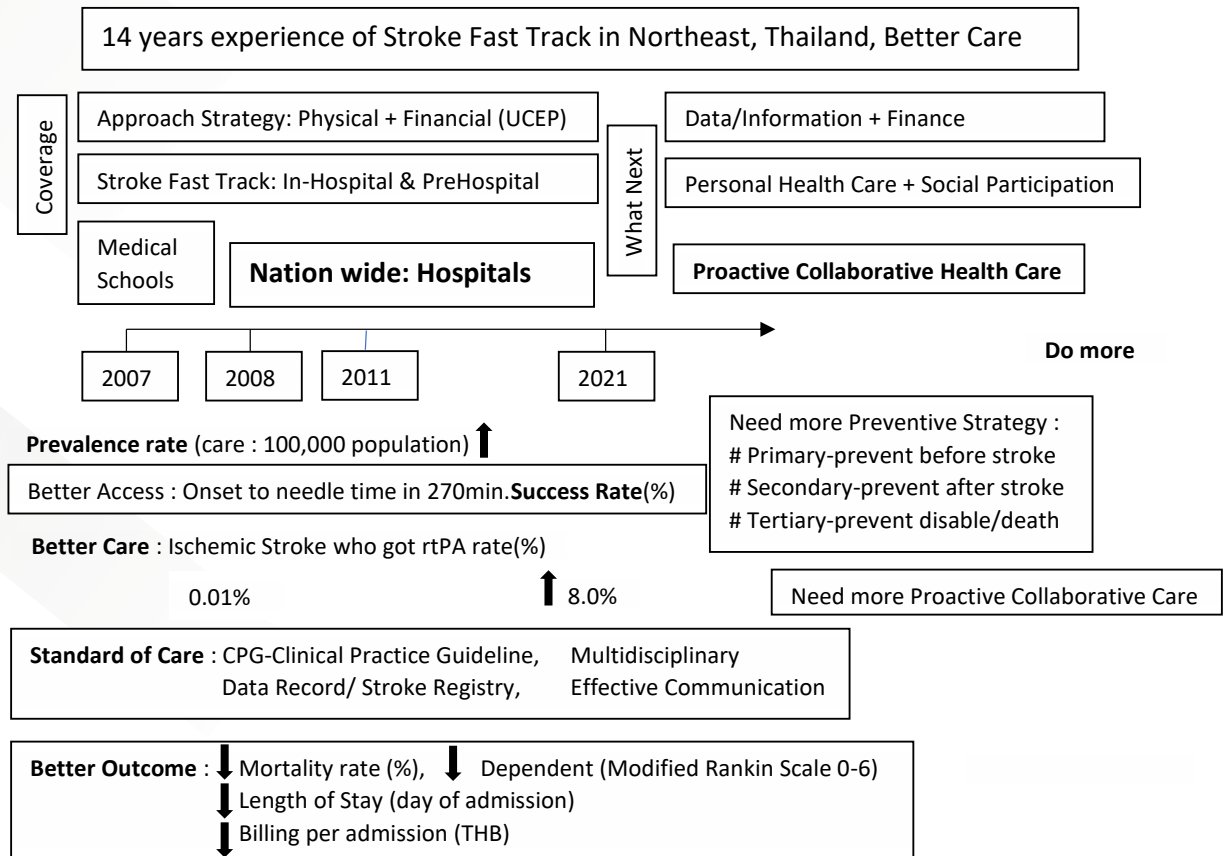 14 years experience of Stroke Fast Track in Northeast, Thailand, Better Care
Coverage
Approach Strategy: Physical + Financial (UCEP)
Stroke Fast Track: In-Hospital & PreHospital
Medical
Schools
Nation wide: Hospitals
What Next
Data/Information + Finance
Personal Health Care + Social Participation
Proactive Collaborative Health Care
2007
2008
2011
2021
Do more
Prevalence rate (care : 100,000 population)
Better Access : Onset to needle time in 270min.Success Rate(%)
Better Care : Ischemic Stroke who got rtPA rate(%)
0.01%
8.0%
Need more Preventive Strategy :
# Primary-prevent before stroke
# Secondary-prevent after stroke
# Tertiary-prevent disable/death
Need more Proactive Collaborative Care
Standard of Care : CPG-Clinical Practice Guideline, Multidisciplinary
Data Record/ Stroke Registry, Effective Communication
Better Outcome : Mortality rate (%), Dependent (Modified Rankin Scale 0-6)
Length of Stay (day of admission)
Billing per admission (THB)